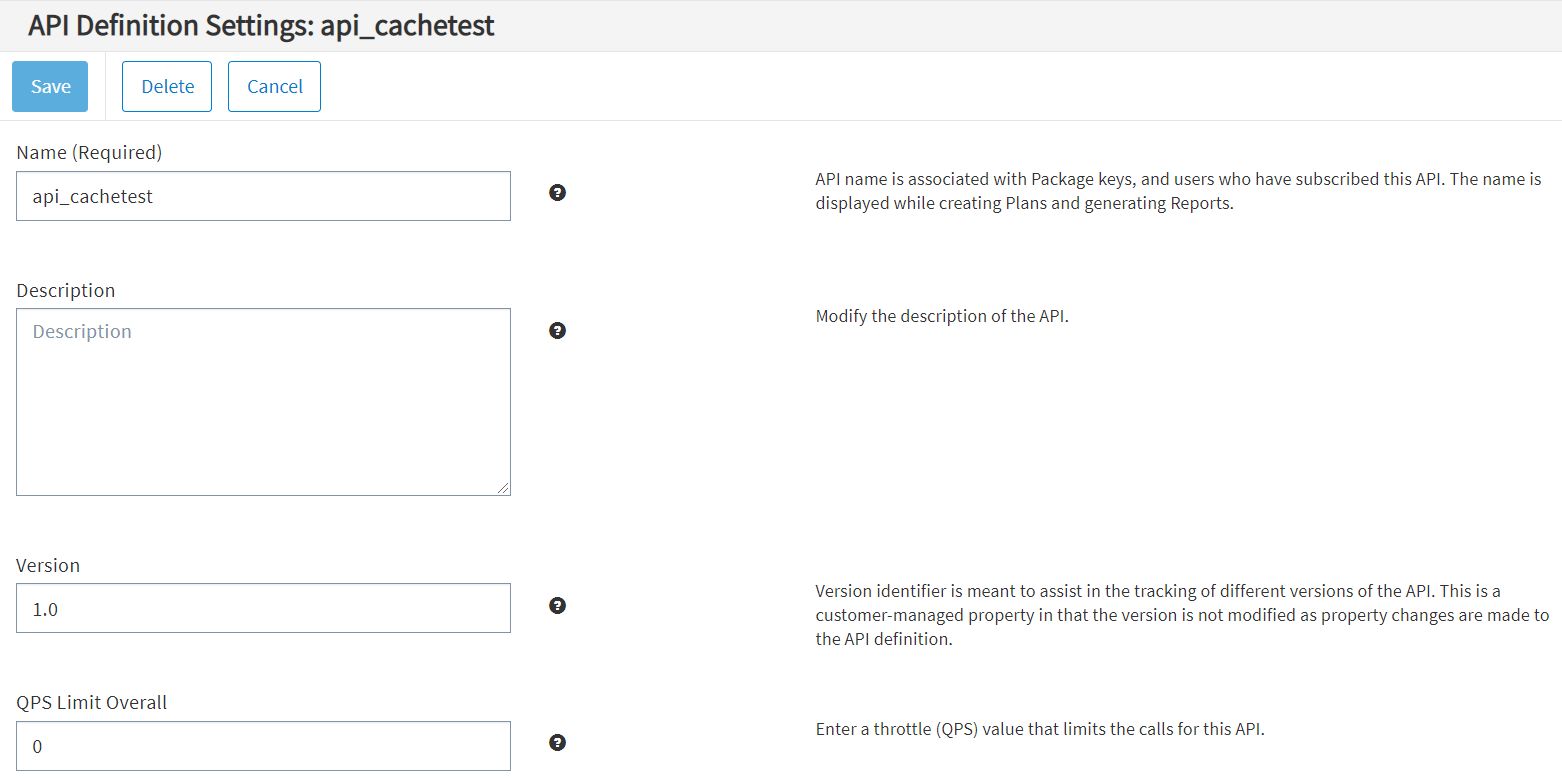 API Definition Settings: api_cachetest
Save Delete Cancel
Name (Required)
api_cachetest
API name is associated with Package keys, and users who have subscribed this API. The name is
displayed while creating Plans and generating Reports.
Description
Description
Modify the description of the API.
Version
1.0
Version identifier is meant to assist in the tracking of different versions of the API. This is a
customer-managed property in that the version is not modified as property changes are made to
the API definition.
QPS Limit Overall
0
Enter a throttle (QPS) value that limits the calls for this API.